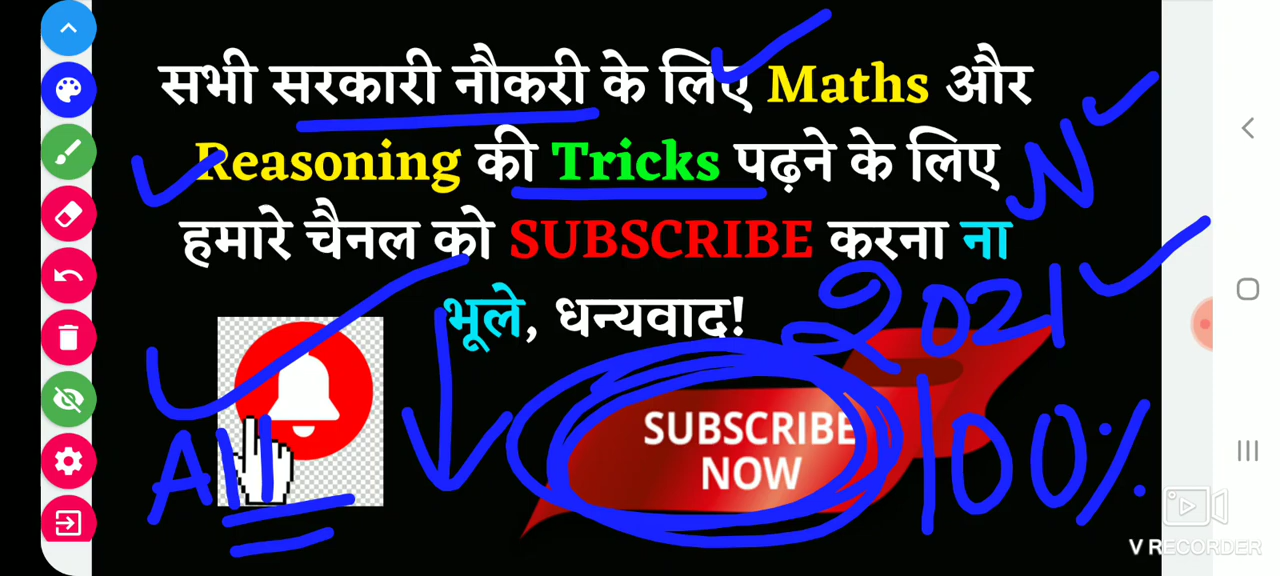 सभी सरकारी नौकरी के लिए Maths और
Reasoning की Tricks पढ़ने के लिए
N
हमारे चैनल को SUBSCRIBE करना ना
भूले, धन्यवाद!
2021
SUBSCRIBE
NOW
All
100%
V RECORDER